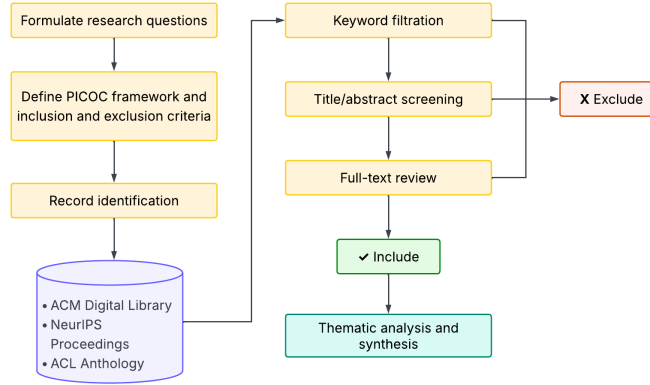 Formulate research questions
Define PICOC framework and
inclusion and exclusion criteria
Record identification
• ACM Digital Library
• NeurIPS
Proceedings
• ACL Anthology
Keyword filtration
Title/abstract screening
Full-text review
✔ Include
Thematic analysis and
synthesis
X Exclude